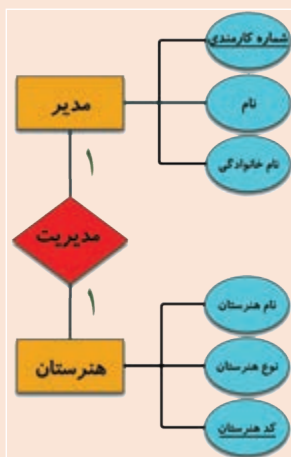 شماره کارمندی
مدیر
نام
نام خانوادگی
۱
مدیریت
۱
نام هنرستان
هنرستان
نوع هنرستان
کد هنرستان